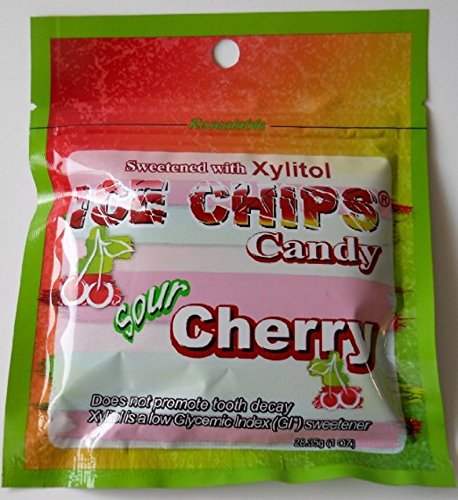 Resealable
Sweetened with Xylitol
ICE CHIPS®
Candy
Sour
Cherry
Does not promote tooth decay
Xylitol is a low Glycemic Index (GI*) sweetener
28.35g (1 OZ)